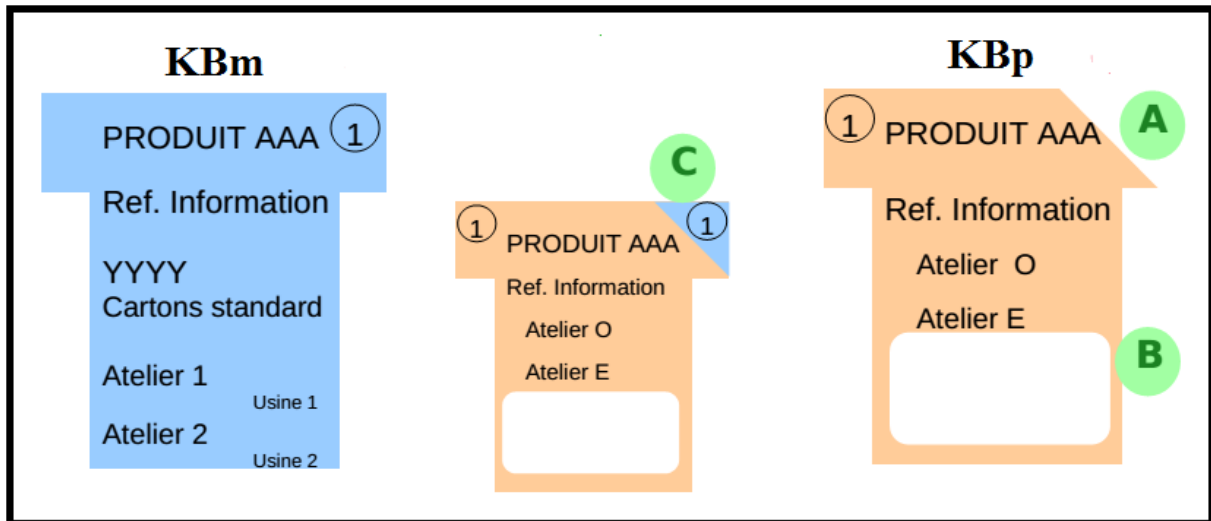 KBm
PRODUIT AAA 1
Ref. Information
YYYY
Cartons standard
Atelier 1
Usine 1
Atelier 2
Usine 2
C
1 PRODUIT AAA 1
Ref. Information
Atelier O
Atelier E
KBp
1 PRODUIT AAA
A
Ref. Information
Atelier O
Atelier E
B